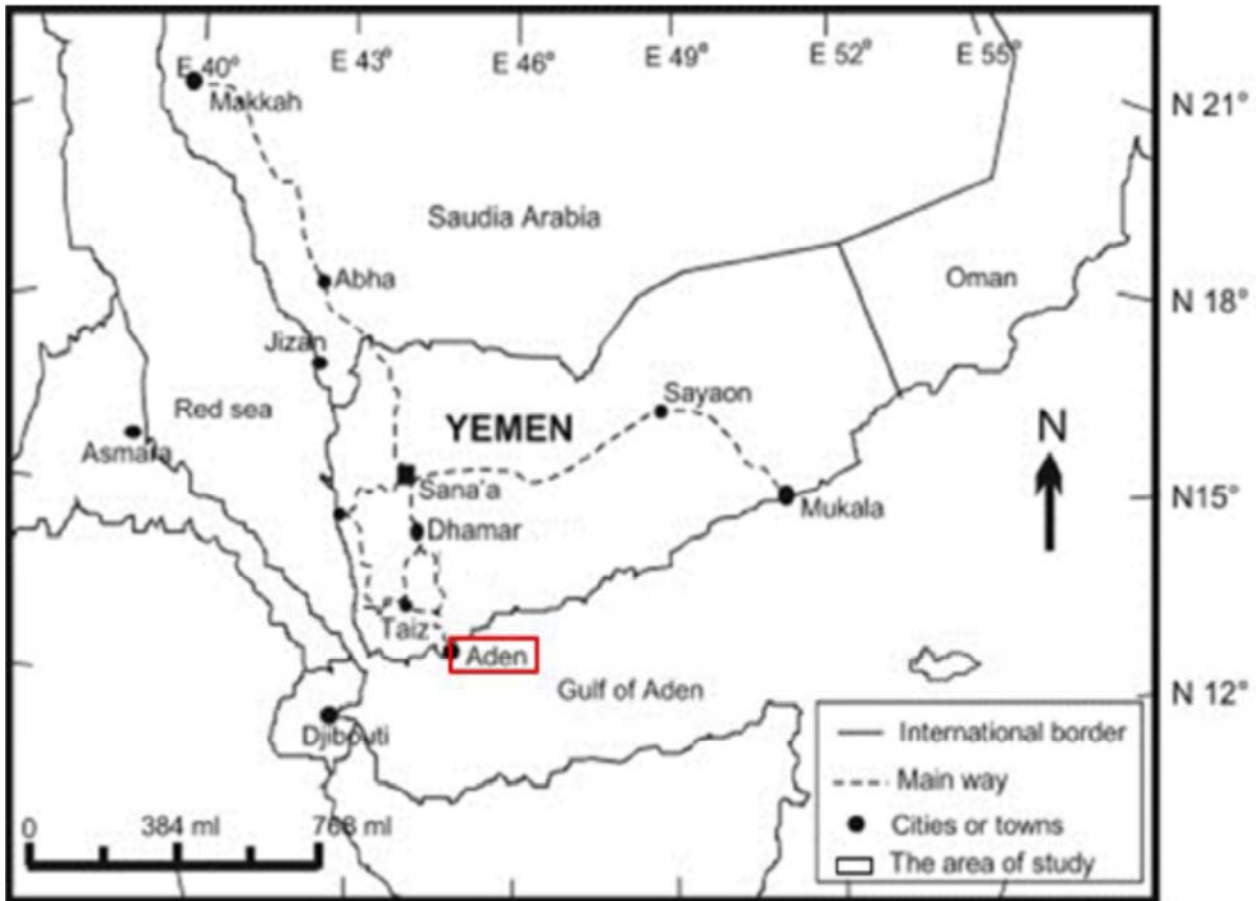 E 40° E 43° E 46° E 49° E 52° E 55°
Makkah
N 21°
Saudia Arabia
Abha
Oman
N 18°
Jizan
Sayaon
Red sea
YEMEN
N
Asmara
Sana'a
Mukala
N15°
Dhamar
Taiz
Aden
Gulf of Aden
N 12°
Djibouti
International border
Main way
Cities or towns
The area of study
0 384 ml 768 ml